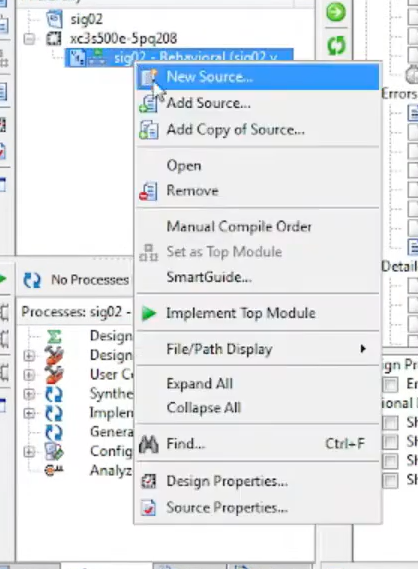 sig02
xc3s500e-5pq208
sig02 - Behavioral (sig02.v
New Source...
Add Source...
Add Copy of Source...
Errors
Open
Remove
Manual Compile Order
Set as Top Module
SmartGuide...
Detai
No Processes
Implement Top Module
Processes: sig02 -
Desig
Design
User Co
Synthe
Implen
Genera
Config
Analyz
File/Path Display
gn Pr
Er
Expand All
ional
Collapse All
Sh
Sh
Find... Ctrl+F
Sh
Sh
Design Properties...
Source Properties...